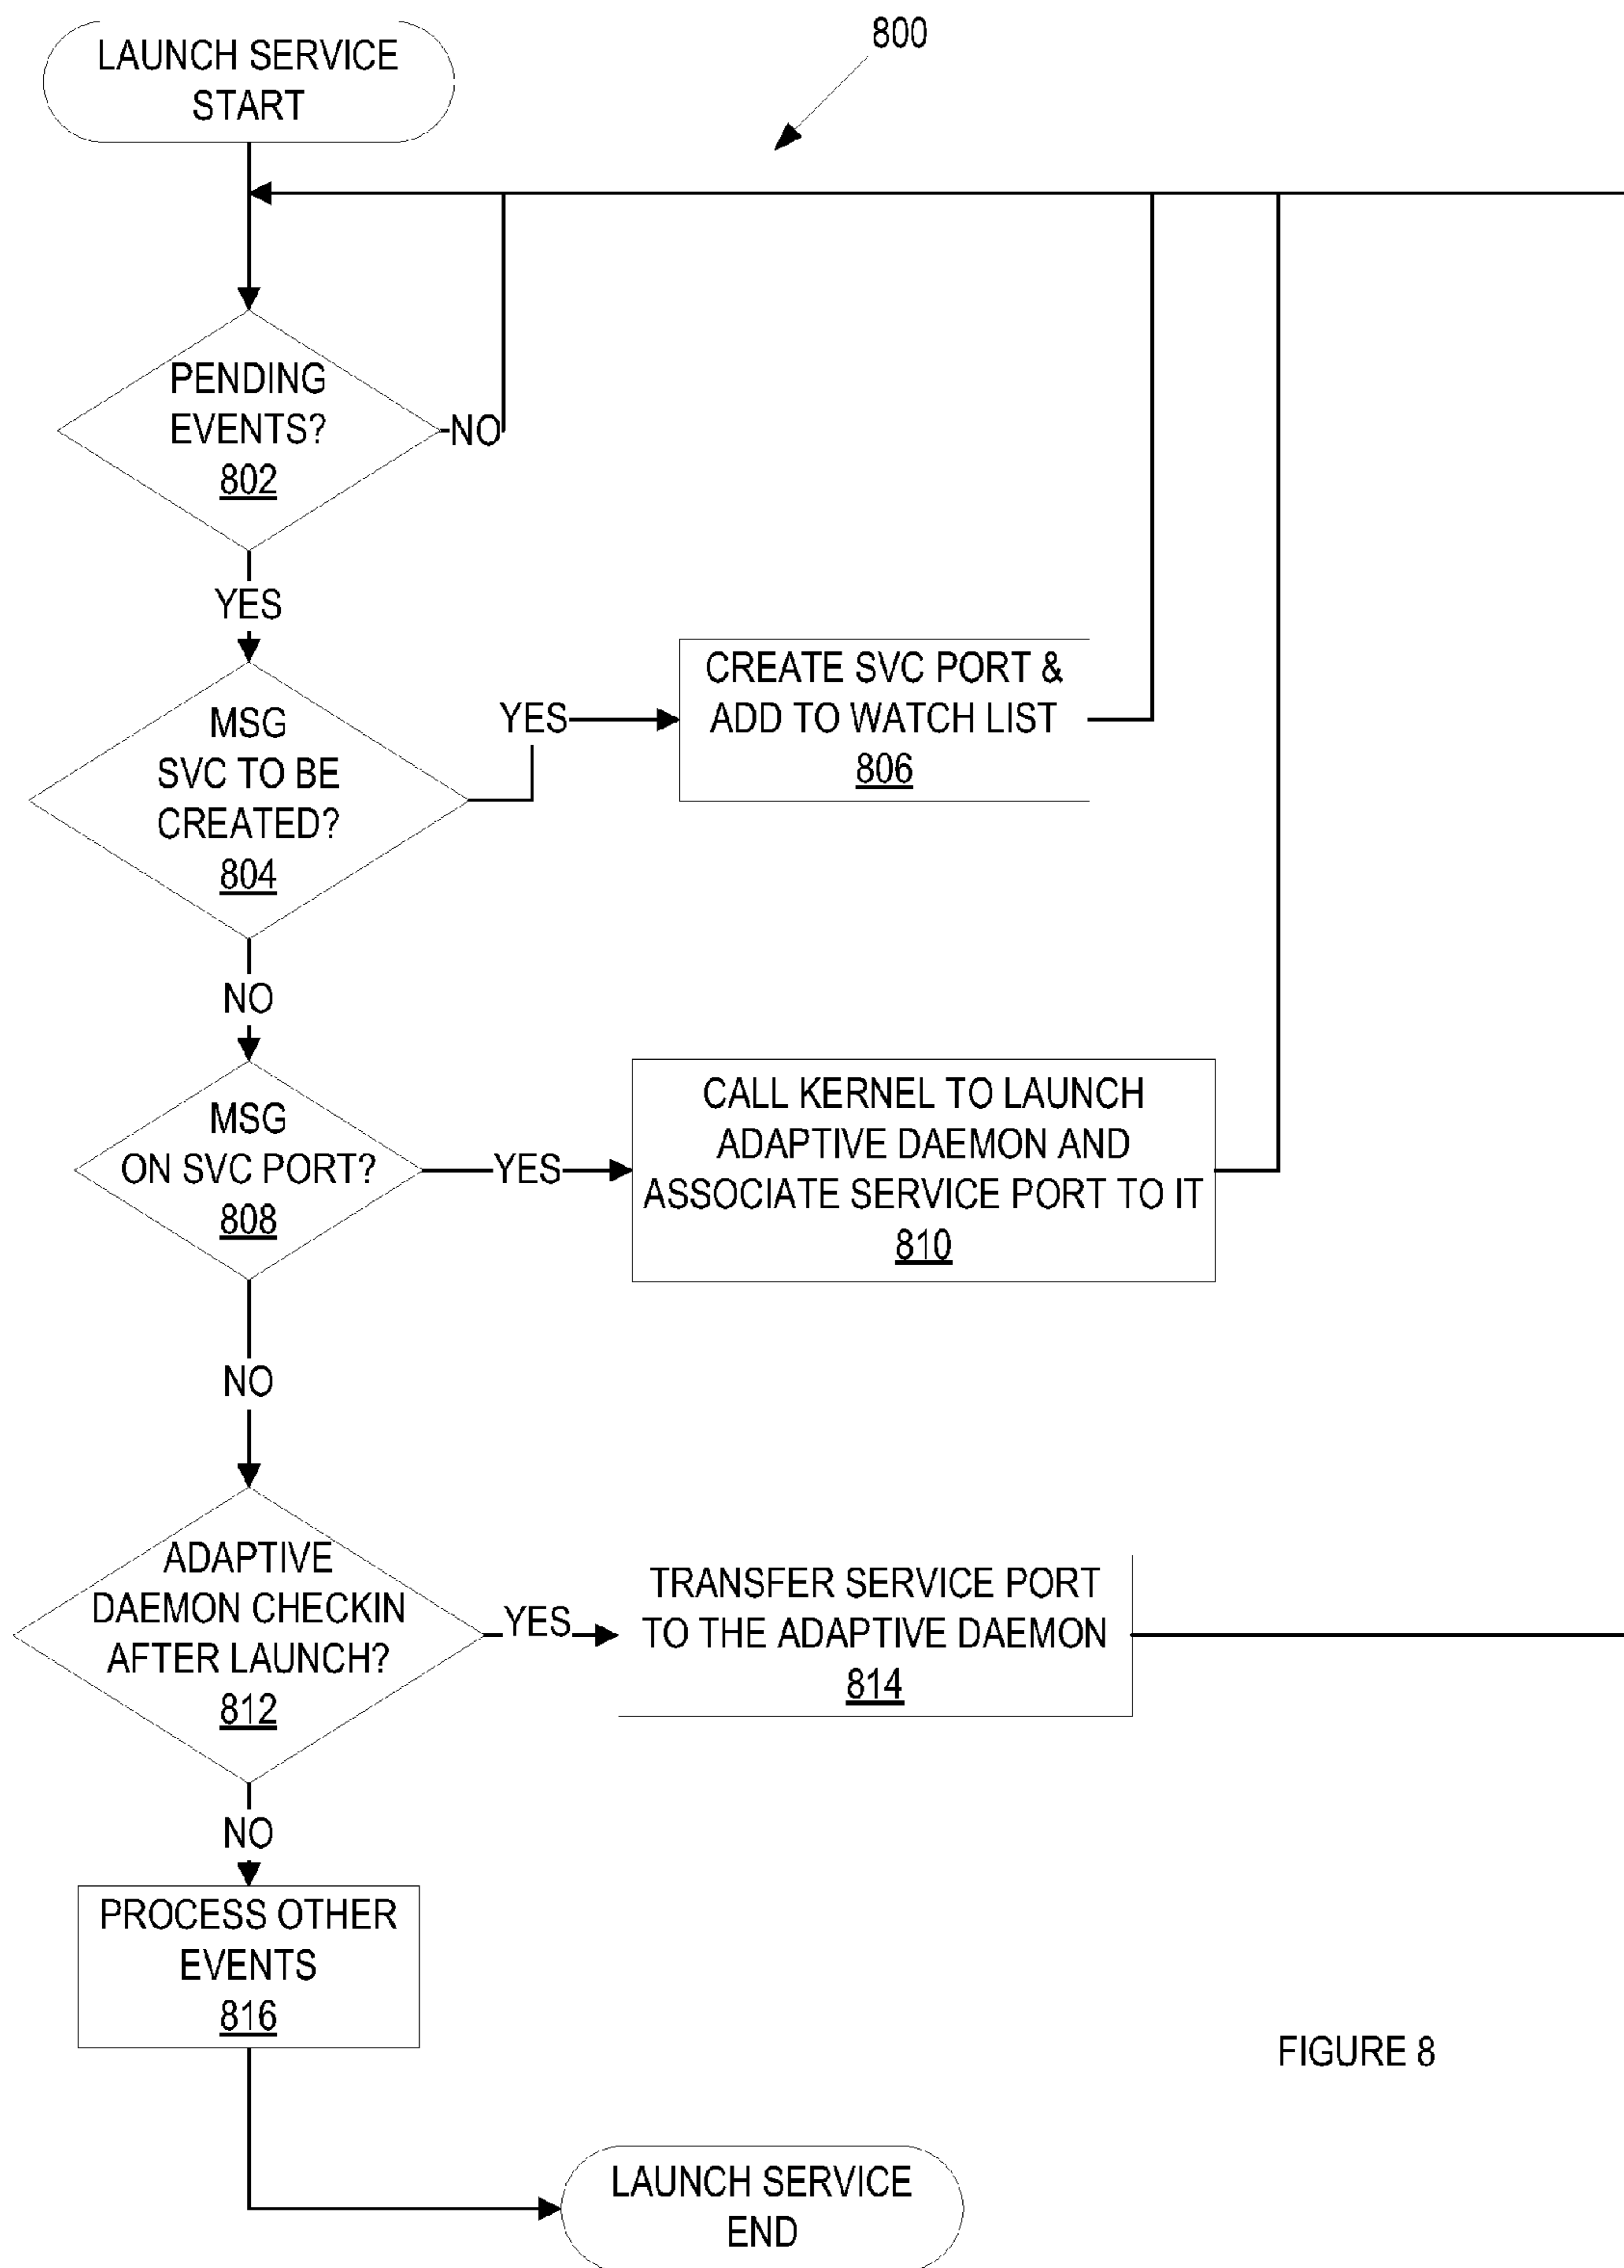 LAUNCH SERVICE
START
800
PENDING
EVENTS?
802
NO
YES
MSG
SVC TO BE
CREATED?
804
YES
CREATE SVC PORT &
ADD TO WATCH LIST
806
NO
MSG
ON SVC PORT?
808
YES
CALL KERNEL TO LAUNCH
ADAPTIVE DAEMON AND
ASSOCIATE SERVICE PORT TO IT
810
NO
ADAPTIVE
DAEMON CHECKIN
AFTER LAUNCH?
812
YES
TRANSFER SERVICE PORT
TO THE ADAPTIVE DAEMON
814
NO
PROCESS OTHER
EVENTS
816
FIGURE 8
LAUNCH SERVICE
END